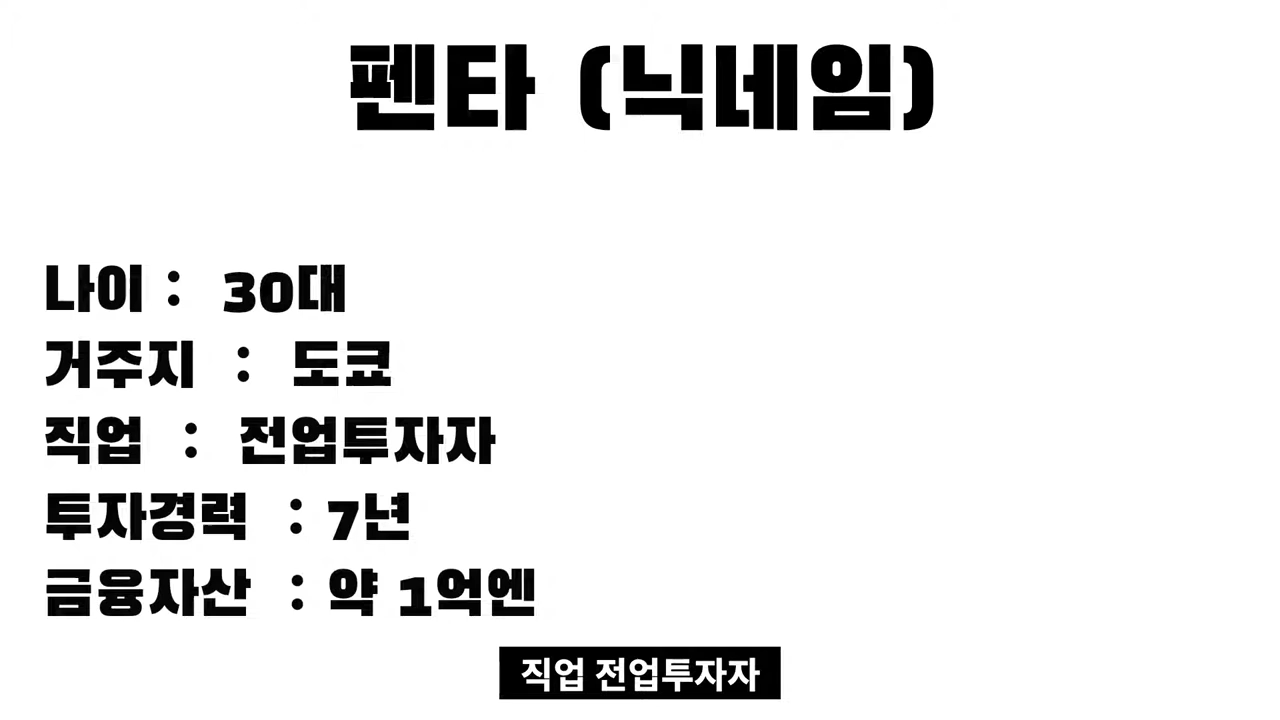 펜타 (닉네임)
나이 : 30대
거주지 : 도쿄
직업 : 전업투자자
투자경력 : 7년
금융자산 : 약 1억엔
직업 전업투자자